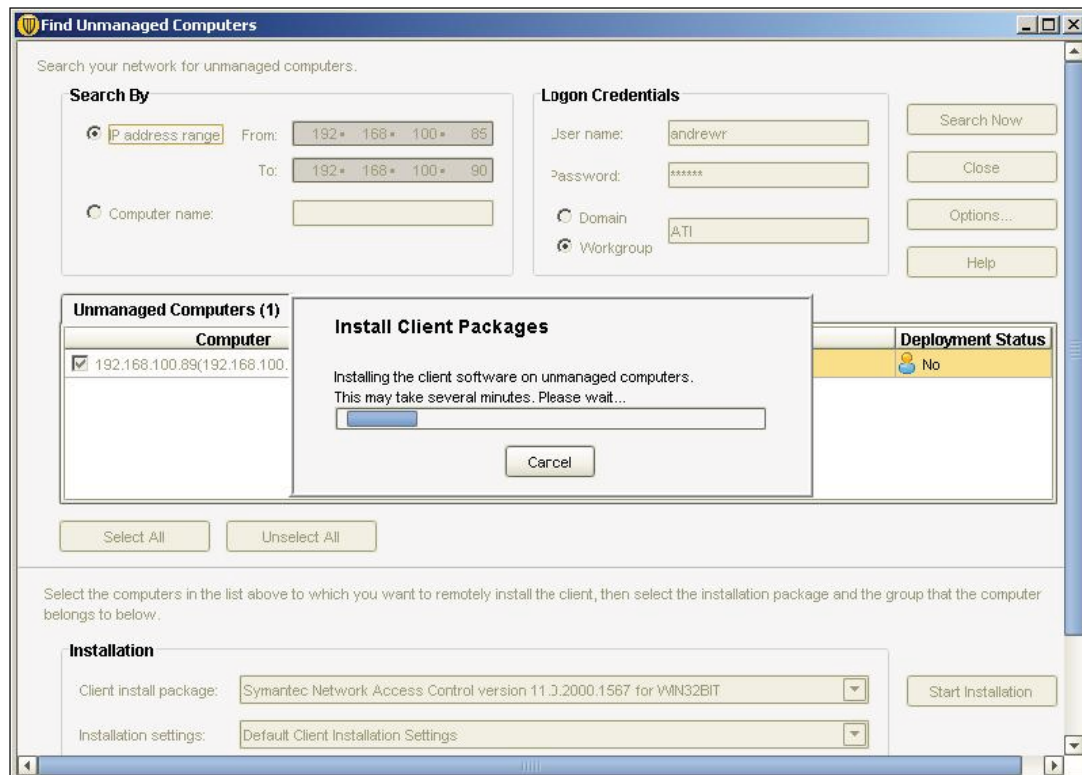 Find Unmanaged Computers
Search your network for unmanaged computers.
Search By
IP address range
From:
192 168 100 85
To:
192 168 100 90
Computer name:
Logon Credentials
User name:
andrewr
Password:
******
Domain
Workgroup
ATI
Search Now
Close
Options...
Help
Unmanaged Computers (1)
Computer
Deployment Status
192.168.100.89(192.168.100.
No
Install Client Packages
Installing the client software on unmanaged computers.
This may take several minutes. Please wait...
Cancel
Select All
Unselect All
Select the computers in the list above to which you want to remotely install the client, then select the installation package and the group that the computer
belongs to below.
Installation
Client install package:
Symantec Network Access Control version 11.0.2000.1567 for WIN32BIT
Start Installation
Installation settings:
Default Client Installation Settings